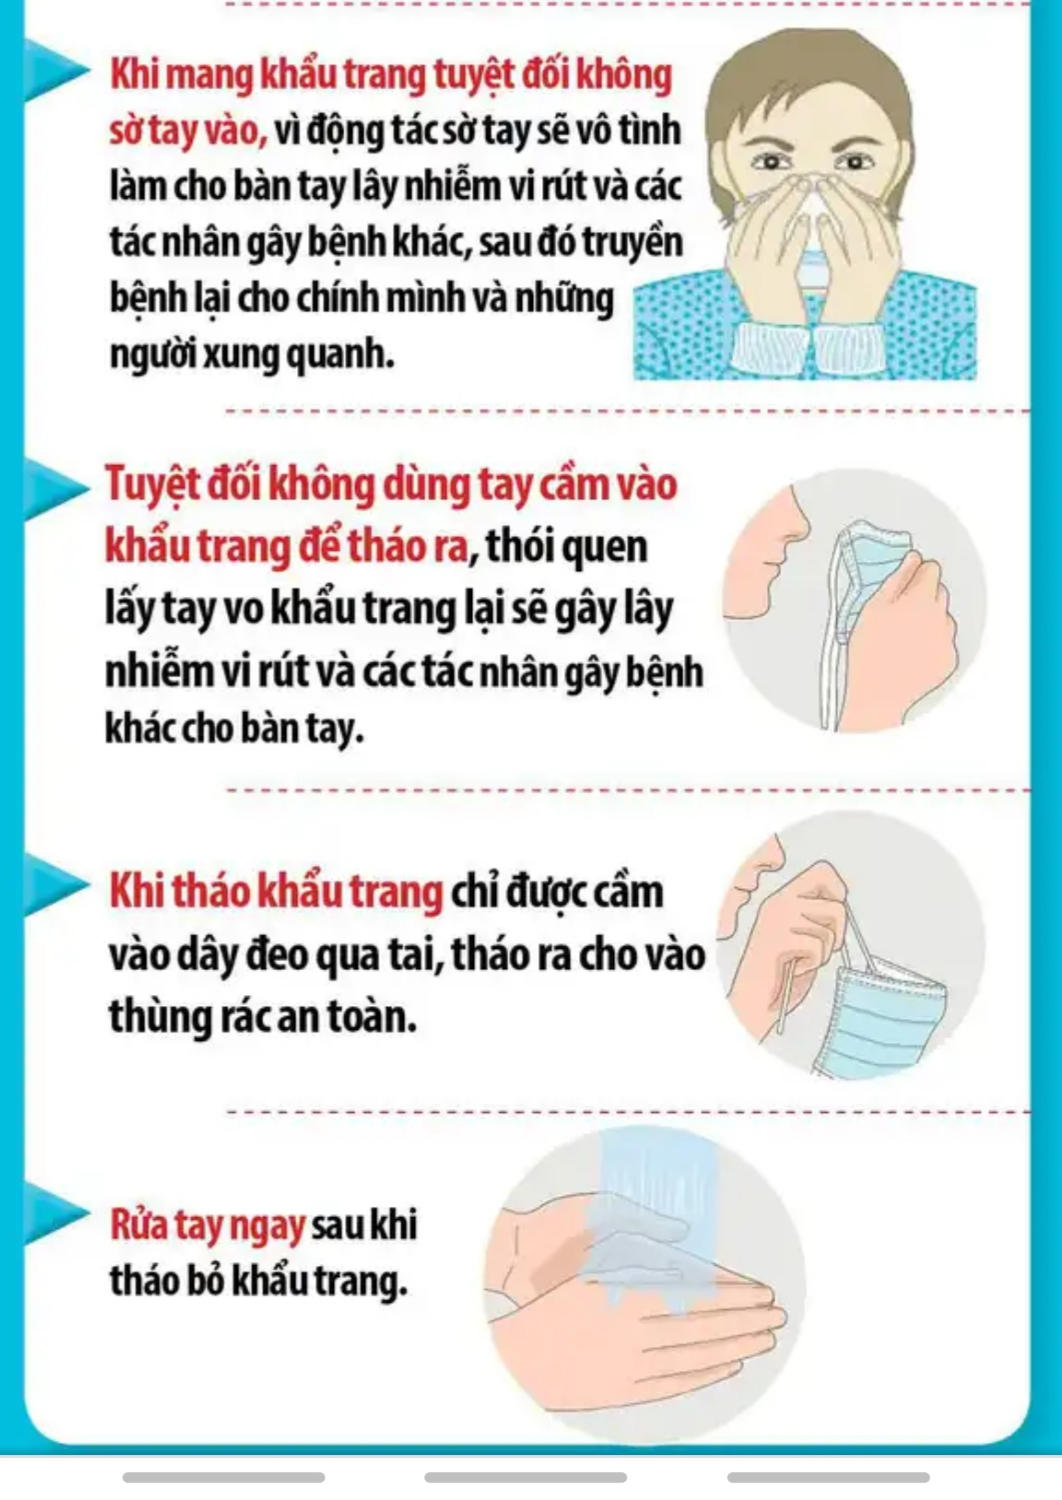 Khi mang khẩu trang tuyệt đối không
sờ tay vào, vì động tác sờ tay sẽ vô tình
làm cho bàn tay lây nhiễm vi rút và các
tác nhân gây bệnh khác, sau đó truyền
bệnh lại cho chính mình và những
người xung quanh.
Tuyệt đối không dùng tay cầm vào
khẩu trang để tháo ra, thói quen
lấy tay vo khẩu trang lại sẽ gây lây
nhiễm vi rút và các tác nhân gây bệnh
khác cho bàn tay.
Khi tháo khẩu trang chỉ được cầm
vào dây đeo qua tai, tháo ra cho vào
thùng rác an toàn.
Rửa tay ngay sau khi
tháo bỏ khẩu trang.